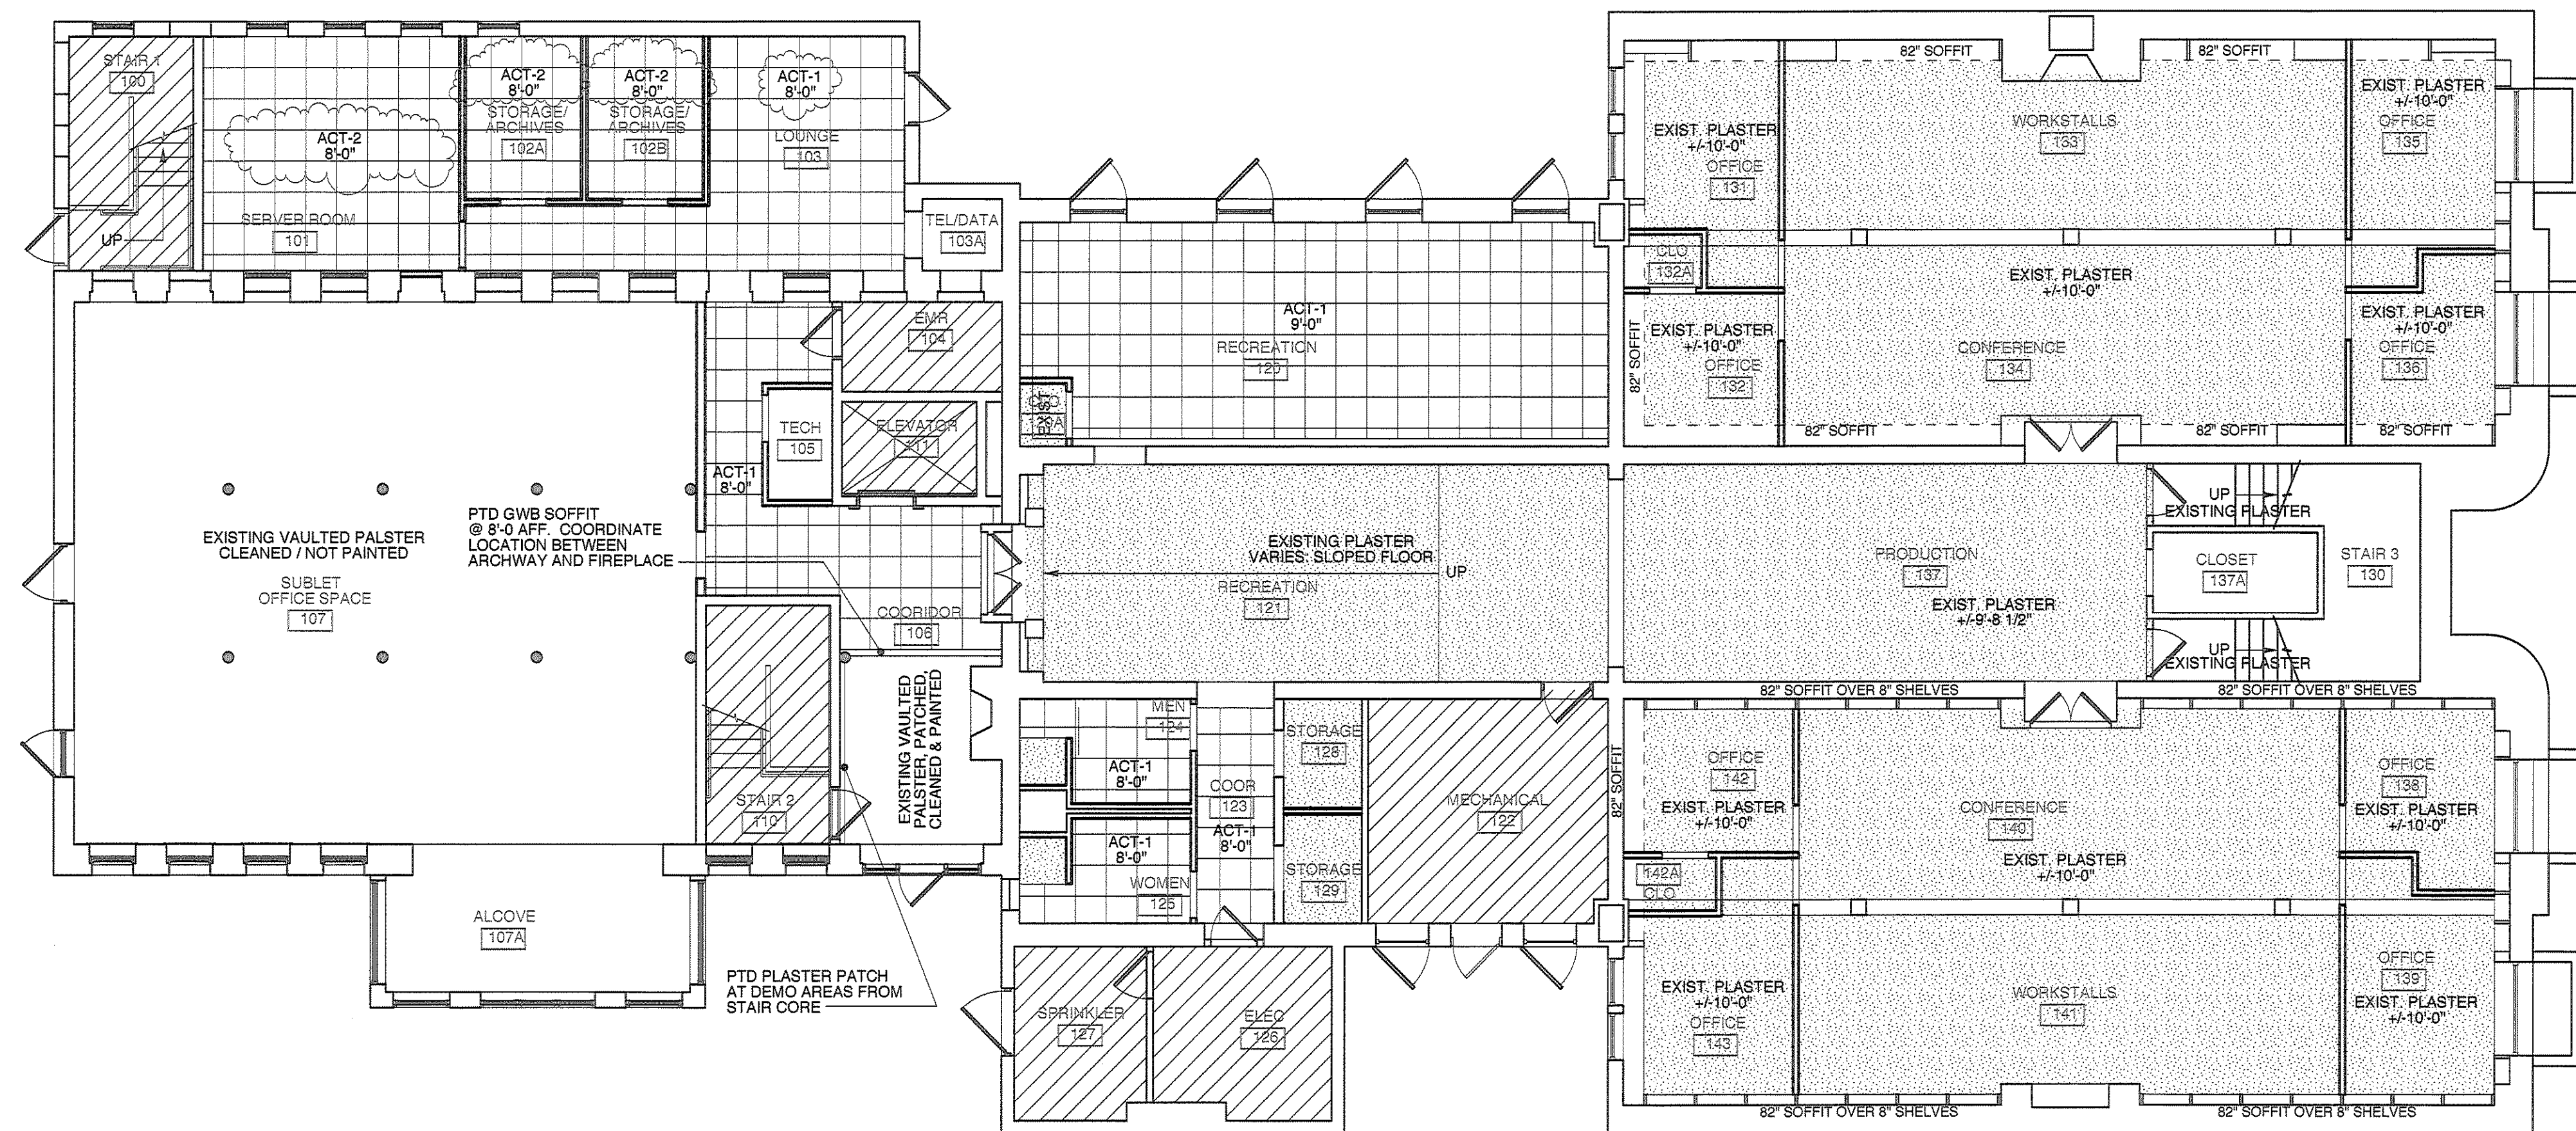 STAIR 1
100
UP
ACT-2
8'-0"
SERVER ROOM
101
ACT-2
8'-0"
STORAGE/
ARCHIVES
102A
ACT-2
8'-0"
STORAGE/
ARCHIVES
102B
ACT-1
8'-0"
LOUNGE
103
TEL/DATA
103A
EMR
104
TECH
105
ACT-1
8'-0"
ELEVATOR
111
EXISTING VAULTED PALSTER
CLEANED / NOT PAINTED
SUBLET
OFFICE SPACE
107
PTD GWB SOFFIT
@ 8'-0 AFF. COORDINATE
LOCATION BETWEEN
ARCHWAY AND FIREPLACE
COORIDOR
106
STAIR 2
110
EXISTING VAULTED
PALSTER, PATCHED,
CLEANED & PAINTED
ALCOVE
107A
PTD PLASTER PATCH
AT DEMO AREAS FROM
STAIR CORE
ACT-1
9'-0"
RECREATION
120
CLO
120A
EXIST
EXISTING PLASTER
VARIES: SLOPED FLOOR
UP
RECREATION
121
MEN
124
ACT-1
8'-0"
ACT-1
8'-0"
WOMEN
125
COOR
123
ACT-1
8'-0"
STORAGE
128
STORAGE
129
MECHANICAL
122
SPRINKLER
127
ELEC
126
82" SOFFIT
82" SOFFIT
EXIST. PLASTER
+/-10'-0"
OFFICE
131
WORKSTALLS
133
EXIST. PLASTER
+/-10'-0"
OFFICE
135
CLO
132A
EXIST. PLASTER
+/-10'-0"
82" SOFFIT
EXIST. PLASTER
+/-10'-0"
OFFICE
132
CONFERENCE
134
EXIST. PLASTER
+/-10'-0"
OFFICE
136
82" SOFFIT
82" SOFFIT
82" SOFFIT
PRODUCTION
137
EXIST. PLASTER
+/-9'-8 1/2"
UP
EXISTING PLASTER
CLOSET
137A
STAIR 3
130
UP
EXISTING PLASTER
82" SOFFIT OVER 8" SHELVES
82" SOFFIT OVER 8" SHELVES
82" SOFFIT
OFFICE
142
EXIST. PLASTER
+/-10'-0"
CONFERENCE
140
EXIST. PLASTER
+/-10'-0"
OFFICE
138
EXIST. PLASTER
+/-10'-0"
142A
CLO
EXIST. PLASTER
+/-10'-0"
OFFICE
143
WORKSTALLS
141
OFFICE
139
EXIST. PLASTER
+/-10'-0"
82" SOFFIT OVER 8" SHELVES
82" SOFFIT OVER 8" SHELVES